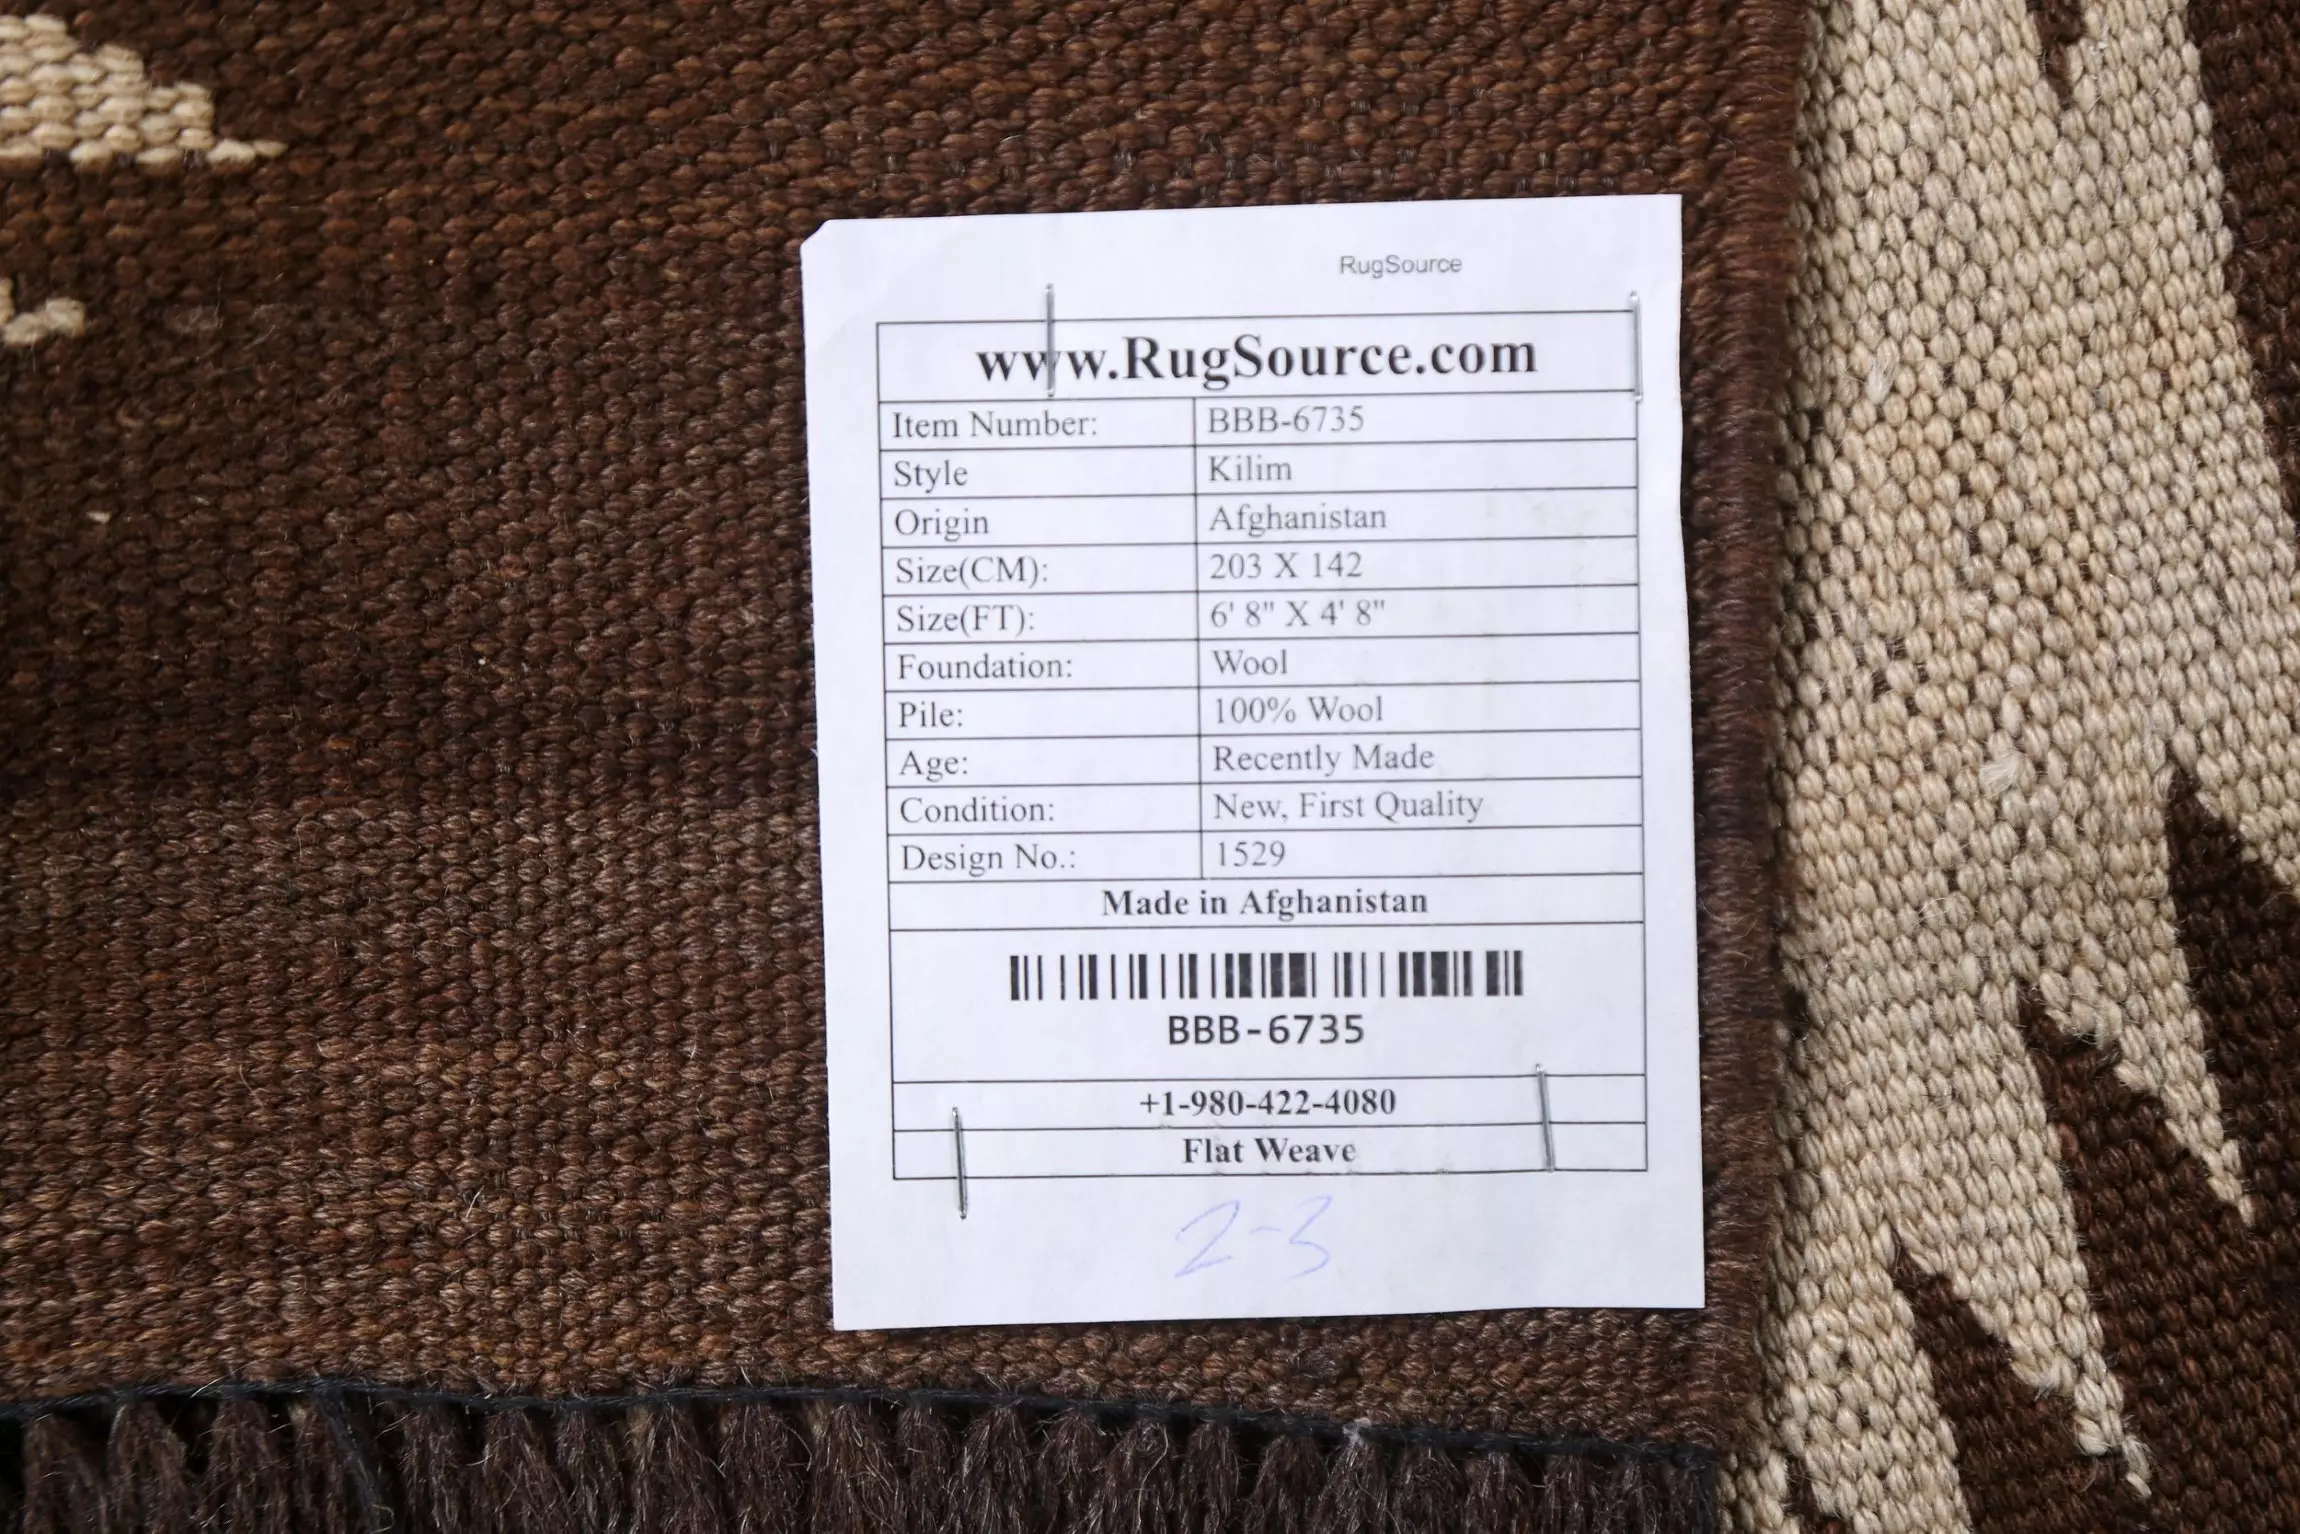 RugSource
www.RugSource.com
Item Number: BBB-6735
Style Kilim
Origin Afghanistan
Size(CM): 203 X 142
Size(FT): 6' 8" X 4' 8"
Foundation: Wool
Pile: 100% Wool
Age: Recently Made
Condition: New, First Quality
Design No.: 1529
Made in Afghanistan
BBB-6735
+1-980-422-4080
Flat Weave
2-3